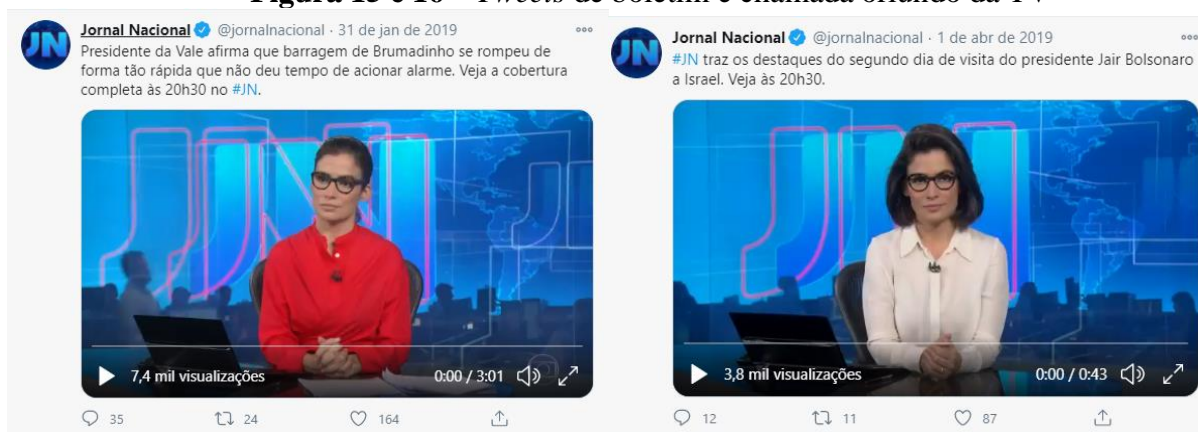 Figura 15 e 16 – Tweets de boletim e chamada oriundo da TV
JN
Jornal Nacional @jornalnacional · 31 de jan de 2019
Presidente da Vale afirma que barragem de Brumadinho se rompeu de
forma tão rápida que não deu tempo de acionar alarme. Veja a cobertura
completa às 20h30 no #JN.
JN
7,4 mil visualizações
0:00 / 3:01
35 24 164
JN
Jornal Nacional @jornalnacional · 1 de abr de 2019
#JN traz os destaques do segundo dia de visita do presidente Jair Bolsonaro
a Israel. Veja às 20h30.
JN
3,8 mil visualizações
0:00 / 0:43
12 11 87